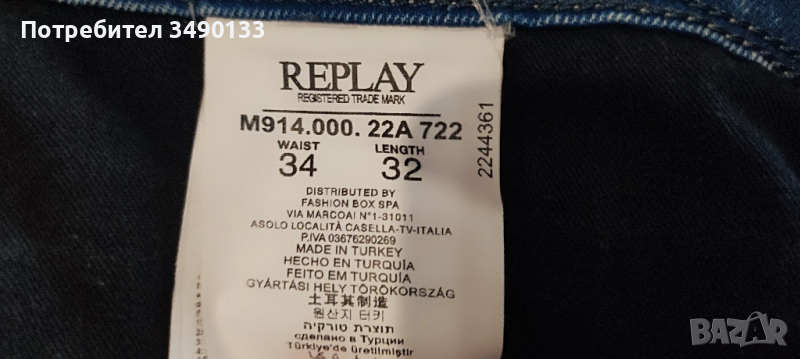 Потребител 3490133
REPLAY
REGISTERED TRADE MARK
M914.000. 22A 722
WAIST LENGTH
34 32
2244361
DISTRIBUTED BY
FASHION BOX SPA
VIA MARCOAI N°1-31011
ASOLO LOCALITÀ CASELLA-TV-ITALIA
P.IVA 03676290269
MADE IN TURKEY
HECHO EN TURQUÍA
FEITO EM TURQUIA
GYÁRTÁSI HELY TÖRÖKORSZÁG
土耳其制造
원산지 터키
תוצרת טורקיה
сделано в Турции
Türkiye'de üretilmiştir
BAZAR